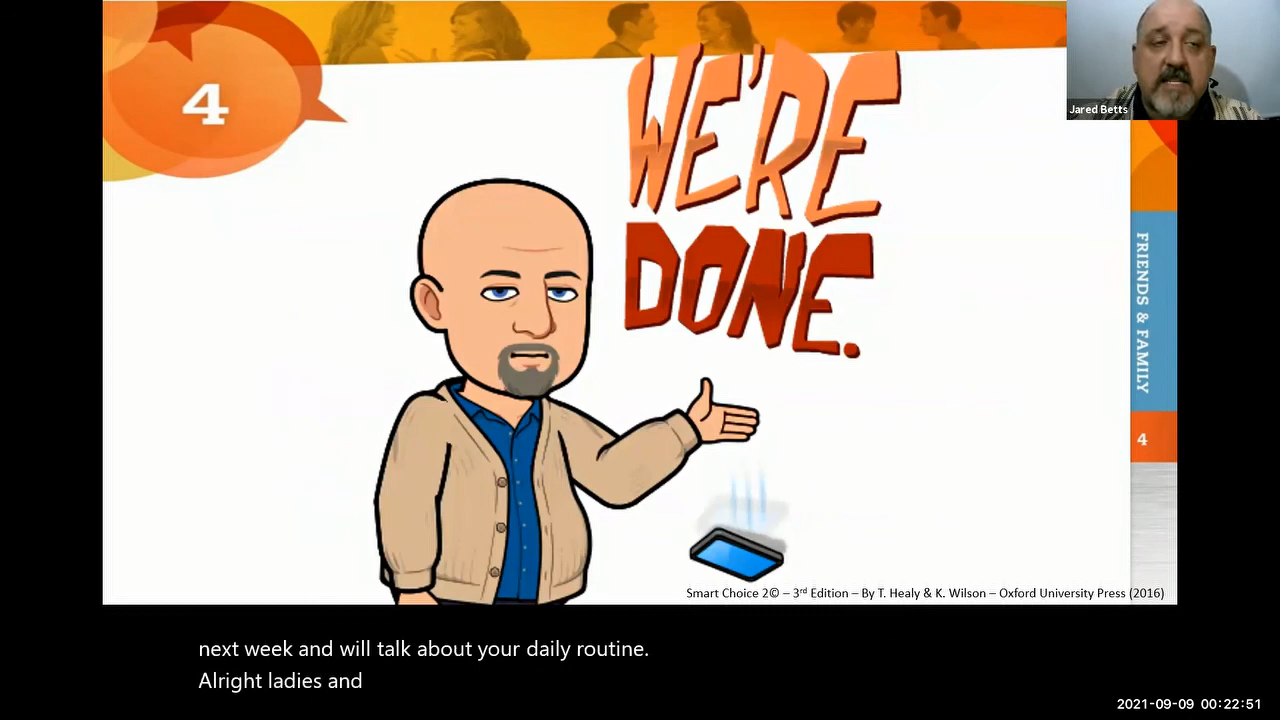 4
WE'RE
DONE.
Jared Betts
FRIENDS & FAMILY
4
Smart Choice 2© – 3rd Edition – By T. Healy & K. Wilson – Oxford University Press (2016)
next week and will talk about your daily routine.
Alright ladies and
2021-09-09 00:22:51